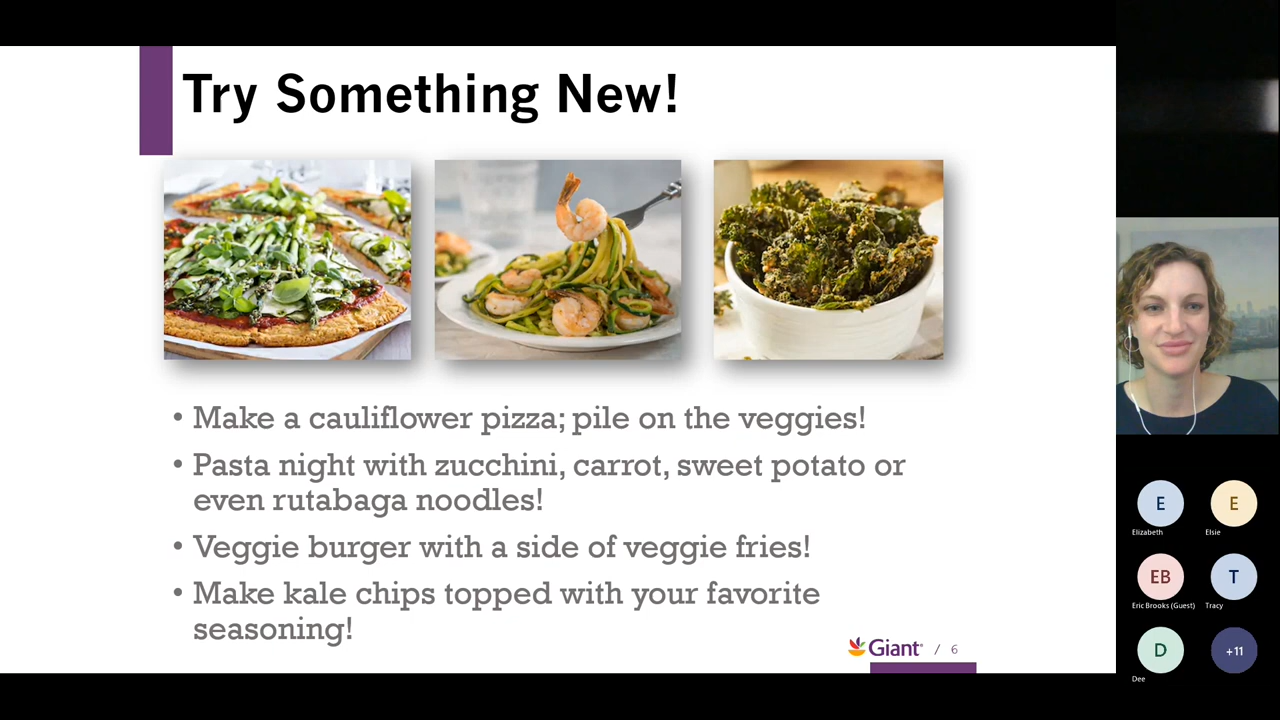 Try Something New!
• Make a cauliflower pizza; pile on the veggies!
• Pasta night with zucchini, carrot, sweet potato or
even rutabaga noodles!
• Veggie burger with a side of veggie fries!
• Make kale chips topped with your favorite
seasoning!
Giant / 6
E E
Elizabeth Elsie
EB T
Eric Brooks (Guest) Tracy
D +11
Dee